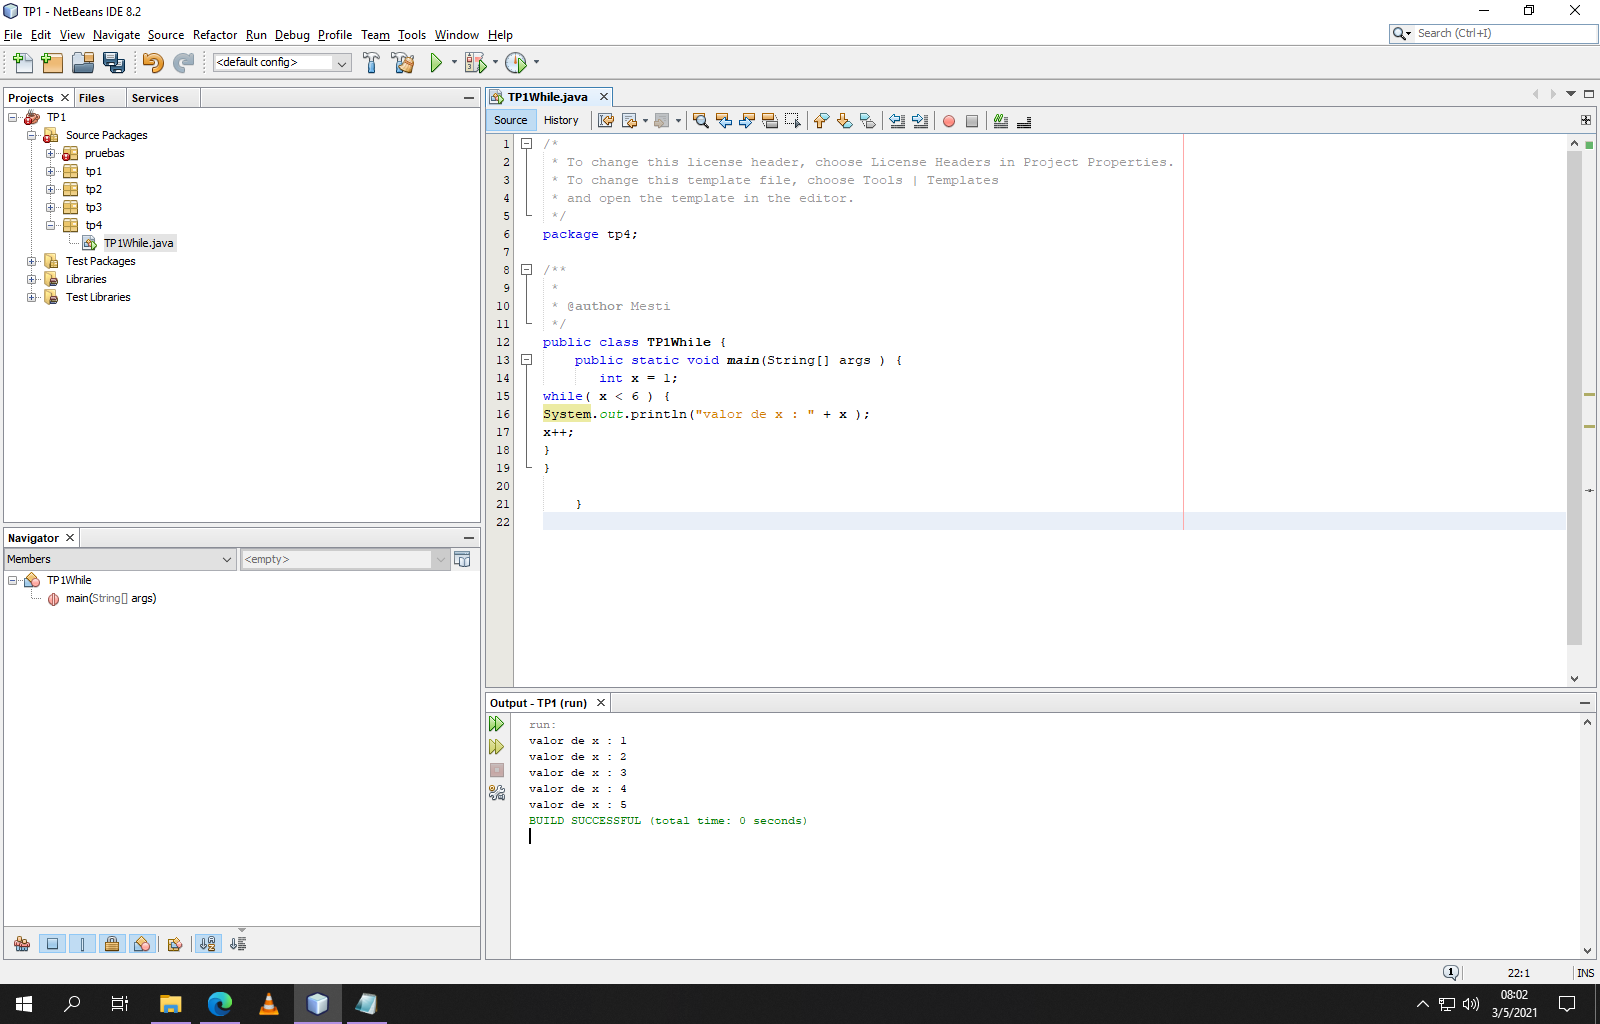 TP1 - NetBeans IDE 8.2
File Edit View Navigate Source Refactor Run Debug Profile Team Tools Window Help
Search (Ctrl+I)
<default config>
Projects Files Services
TP1
Source Packages
pruebas
tp1
tp2
tp3
tp4
TP1While.java
Test Packages
Libraries
Test Libraries
Navigator
Members <empty>
TP1While
main(String[] args)
TP1While.java
Source History
1 /*
2 * To change this license header, choose License Headers in Project Properties.
3 * To change this template file, choose Tools | Templates
4 * and open the template in the editor.
5 */
6 package tp4;
7
8 /**
9 *
10 * @author Mesti
11 */
12 public class TP1While {
13 public static void main(String[] args ) {
14 int x = 1;
15 while( x < 6 ) {
16 System.out.println("valor de x : " + x );
17 x++;
18 }
19 }
20
21 }
22
Output - TP1 (run)
run:
valor de x : 1
valor de x : 2
valor de x : 3
valor de x : 4
valor de x : 5
BUILD SUCCESSFUL (total time: 0 seconds)
1 22:1 INS
08:02
3/5/2021